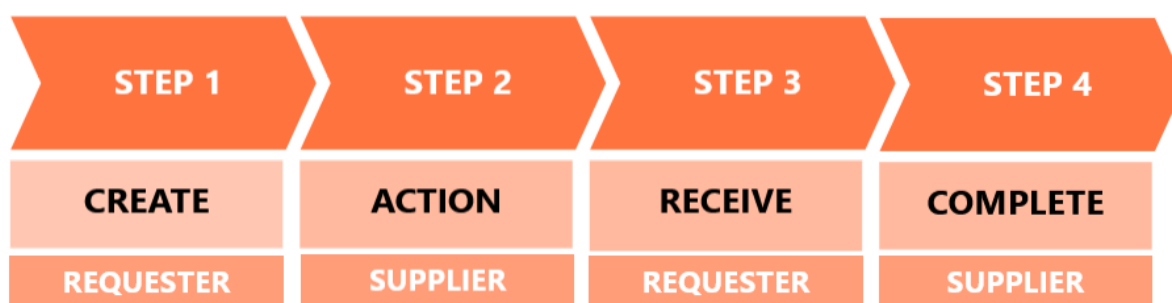 STEP 1 STEP 2 STEP 3 STEP 4
CREATE ACTION RECEIVE COMPLETE
REQUESTER SUPPLIER REQUESTER SUPPLIER